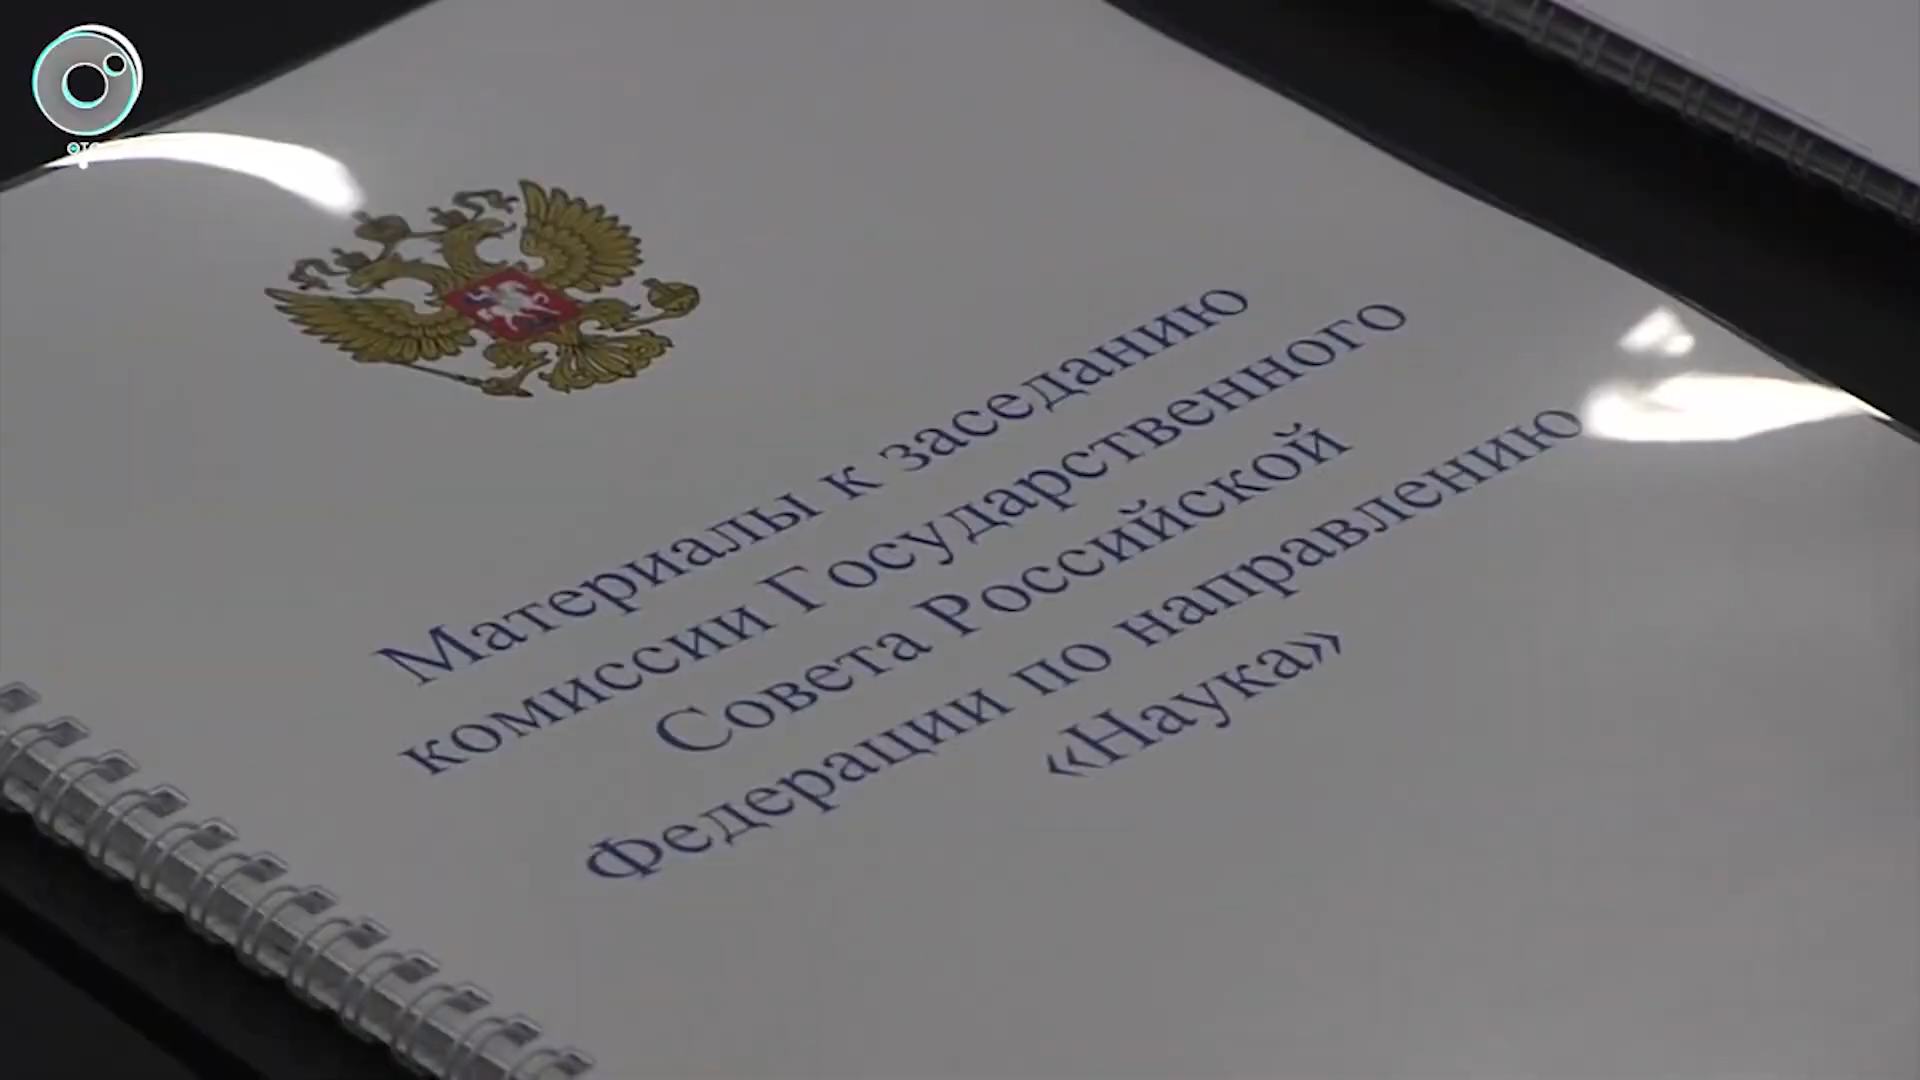 Материалы к заседанию
комиссии Государственного
Совета Российской
Федерации по направлению
«Наука»